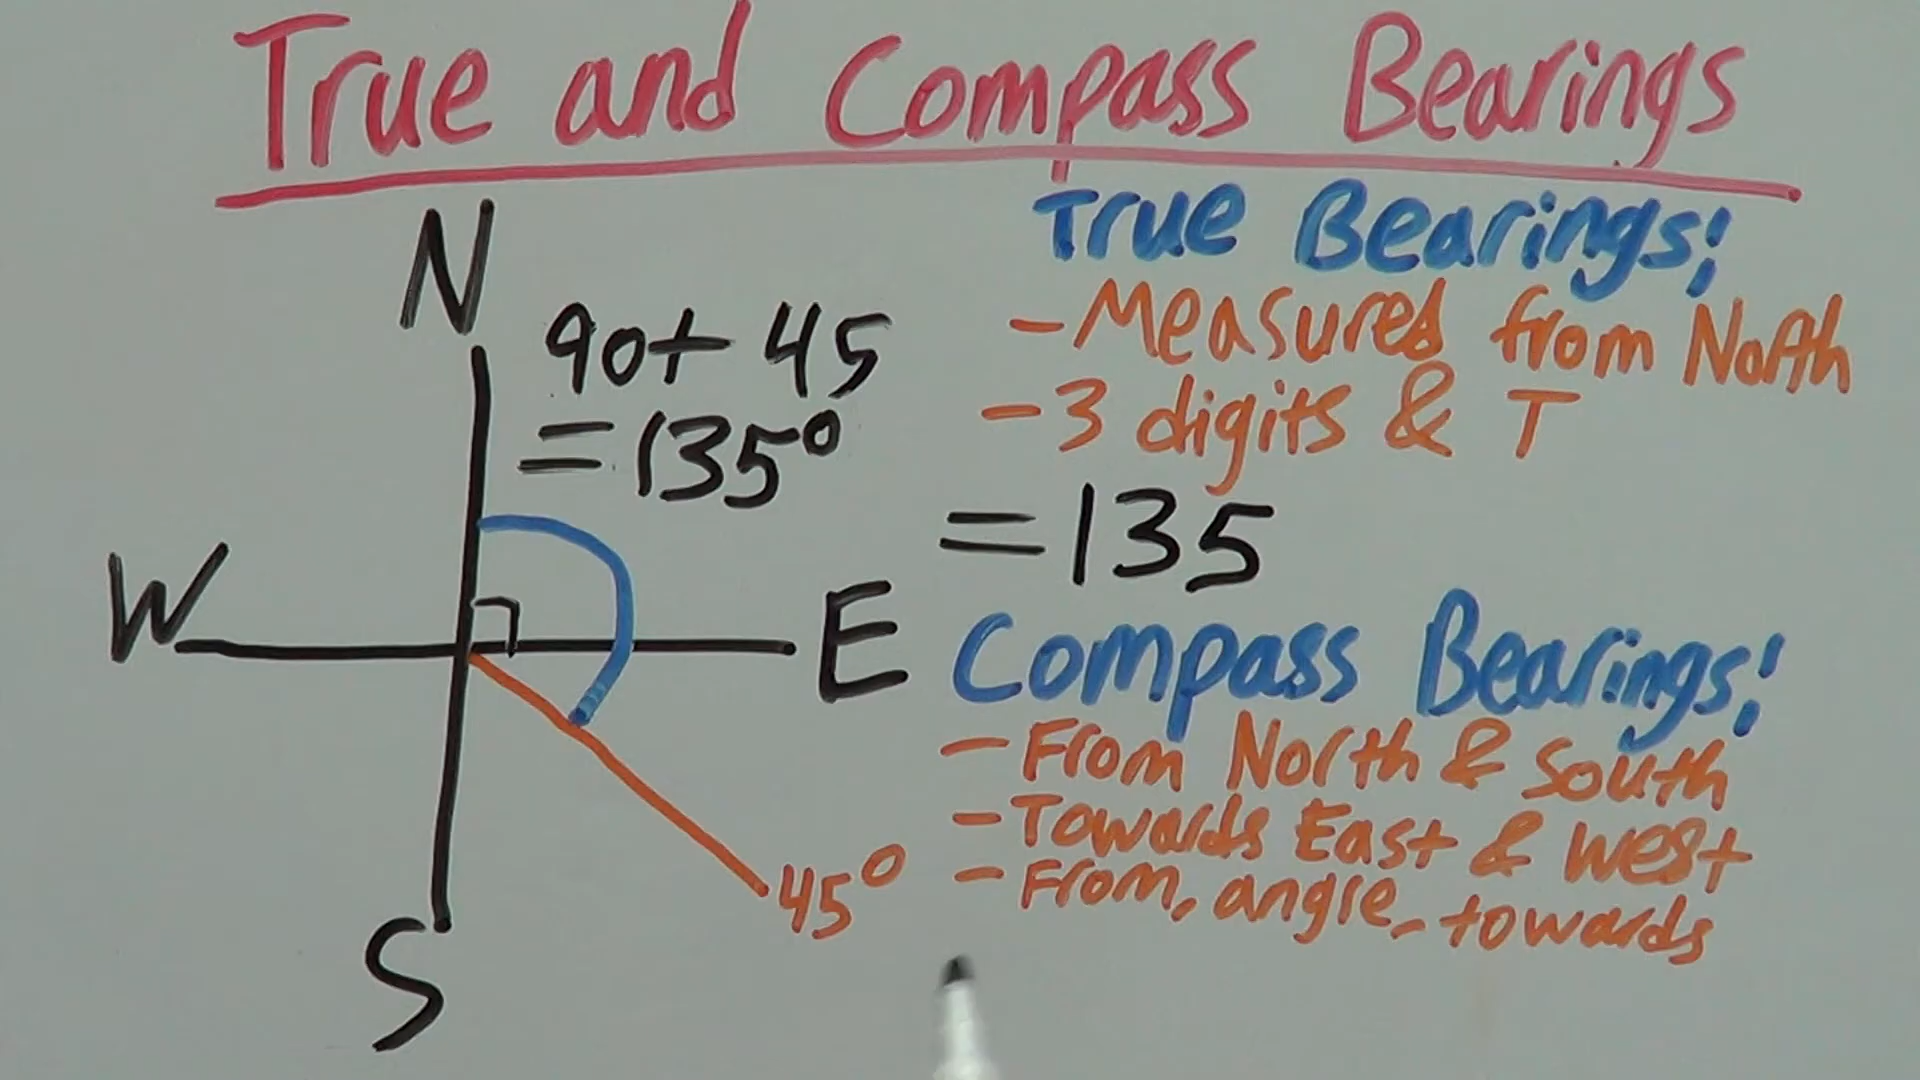 True and Compass Bearings
N
90+ 45
=135°
W
E
S
45°
True Bearings:
-Measured from North
-3 digits & T
=135
Compass Bearings:
-From North & South
-Towards East & West
-From, angle, towards